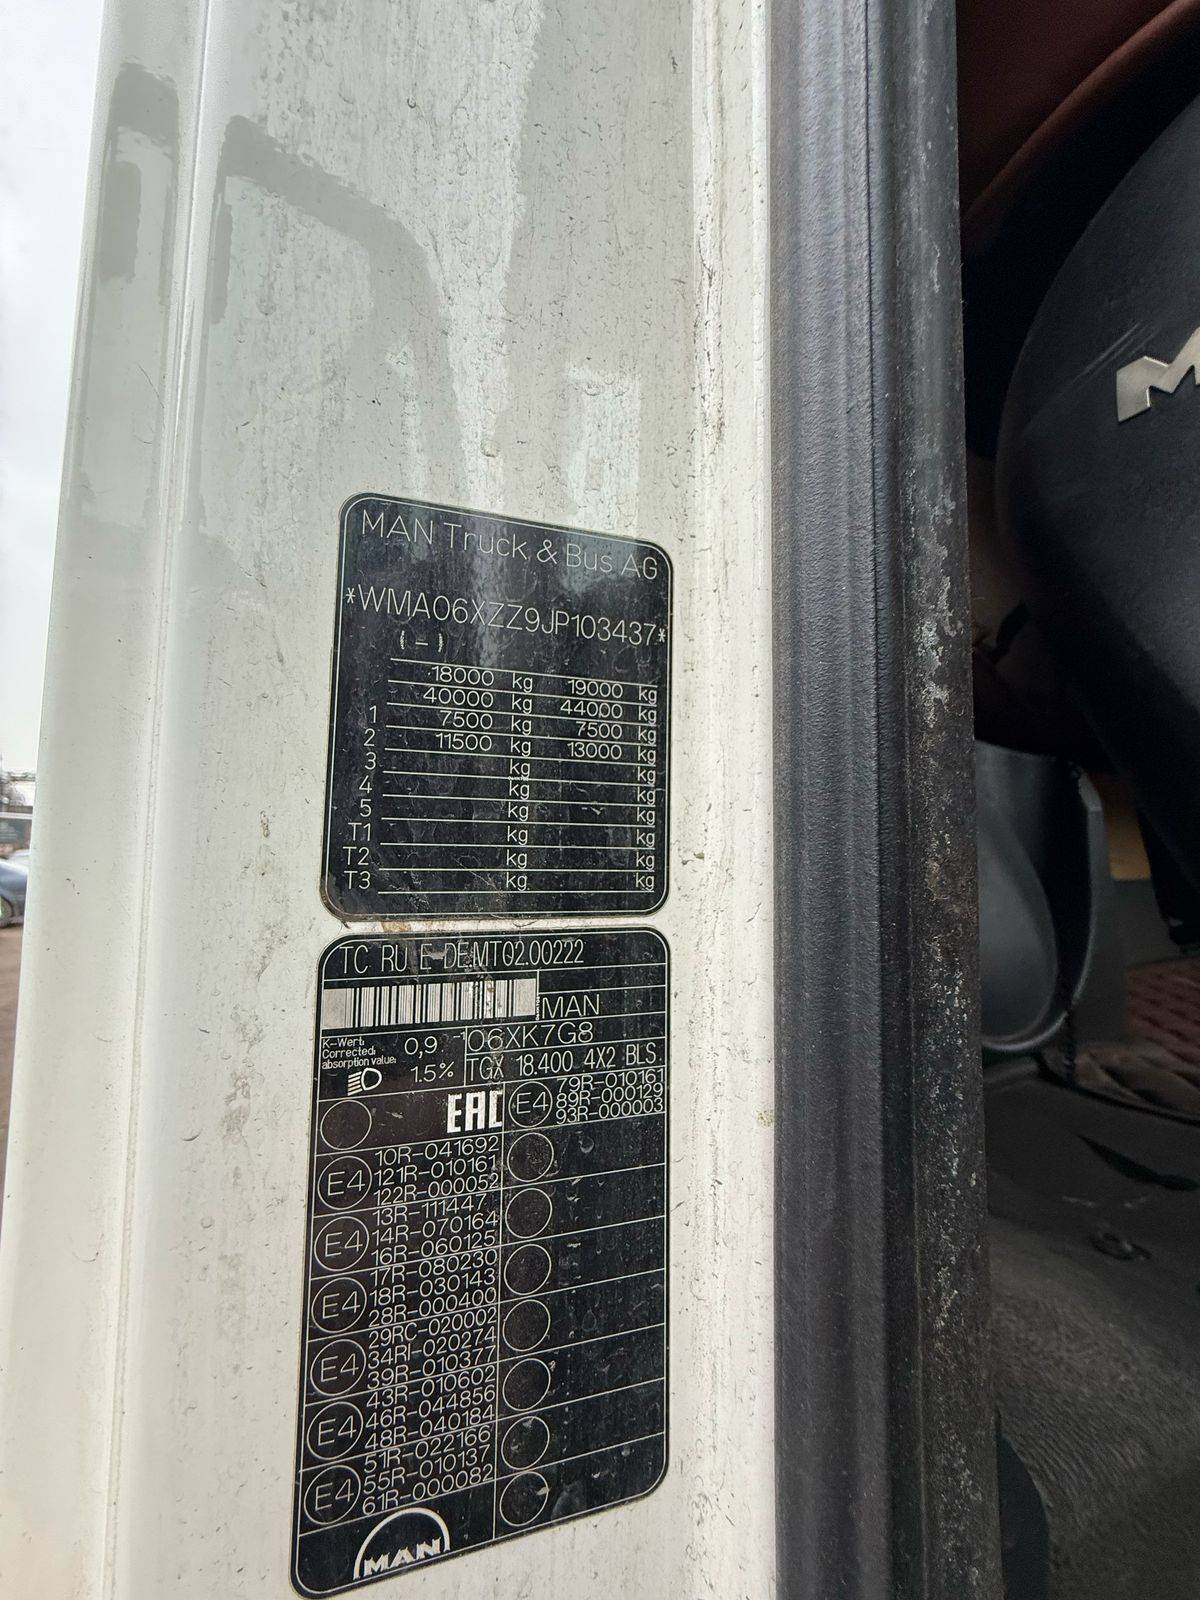 MAN Truck & Bus AG
*WMA06XZZ9JP103437*
( - )
18000 kg 19000 kg
40000 kg 44000 kg
1 7500 kg 7500 kg
2 11500 kg 13000 kg
3 kg kg
4 kg kg
5 kg kg
T1 kg kg
T2 kg kg
T3 kg kg
TC RU E-DE.MT02.00222
MAN
K-Wert:
Corrected:
absorption value:
0,9
106XK7G8
1.5%
TGX 18.400 4X2 BLS
EAC
E4
79R-010161
89R-000129
93R-000003
E4
10R-041692
121R-010161
122R-000052
E4
13R-111447
14R-070164
16R-060125
E4
17R-080230
18R-030143
28R-000400
E4
29RC-020002
34RI-020274
39R-010377
E4
43R-010602
46R-044856
48R-040184
E4
51R-022166
55R-010137
61R-000082
MAN